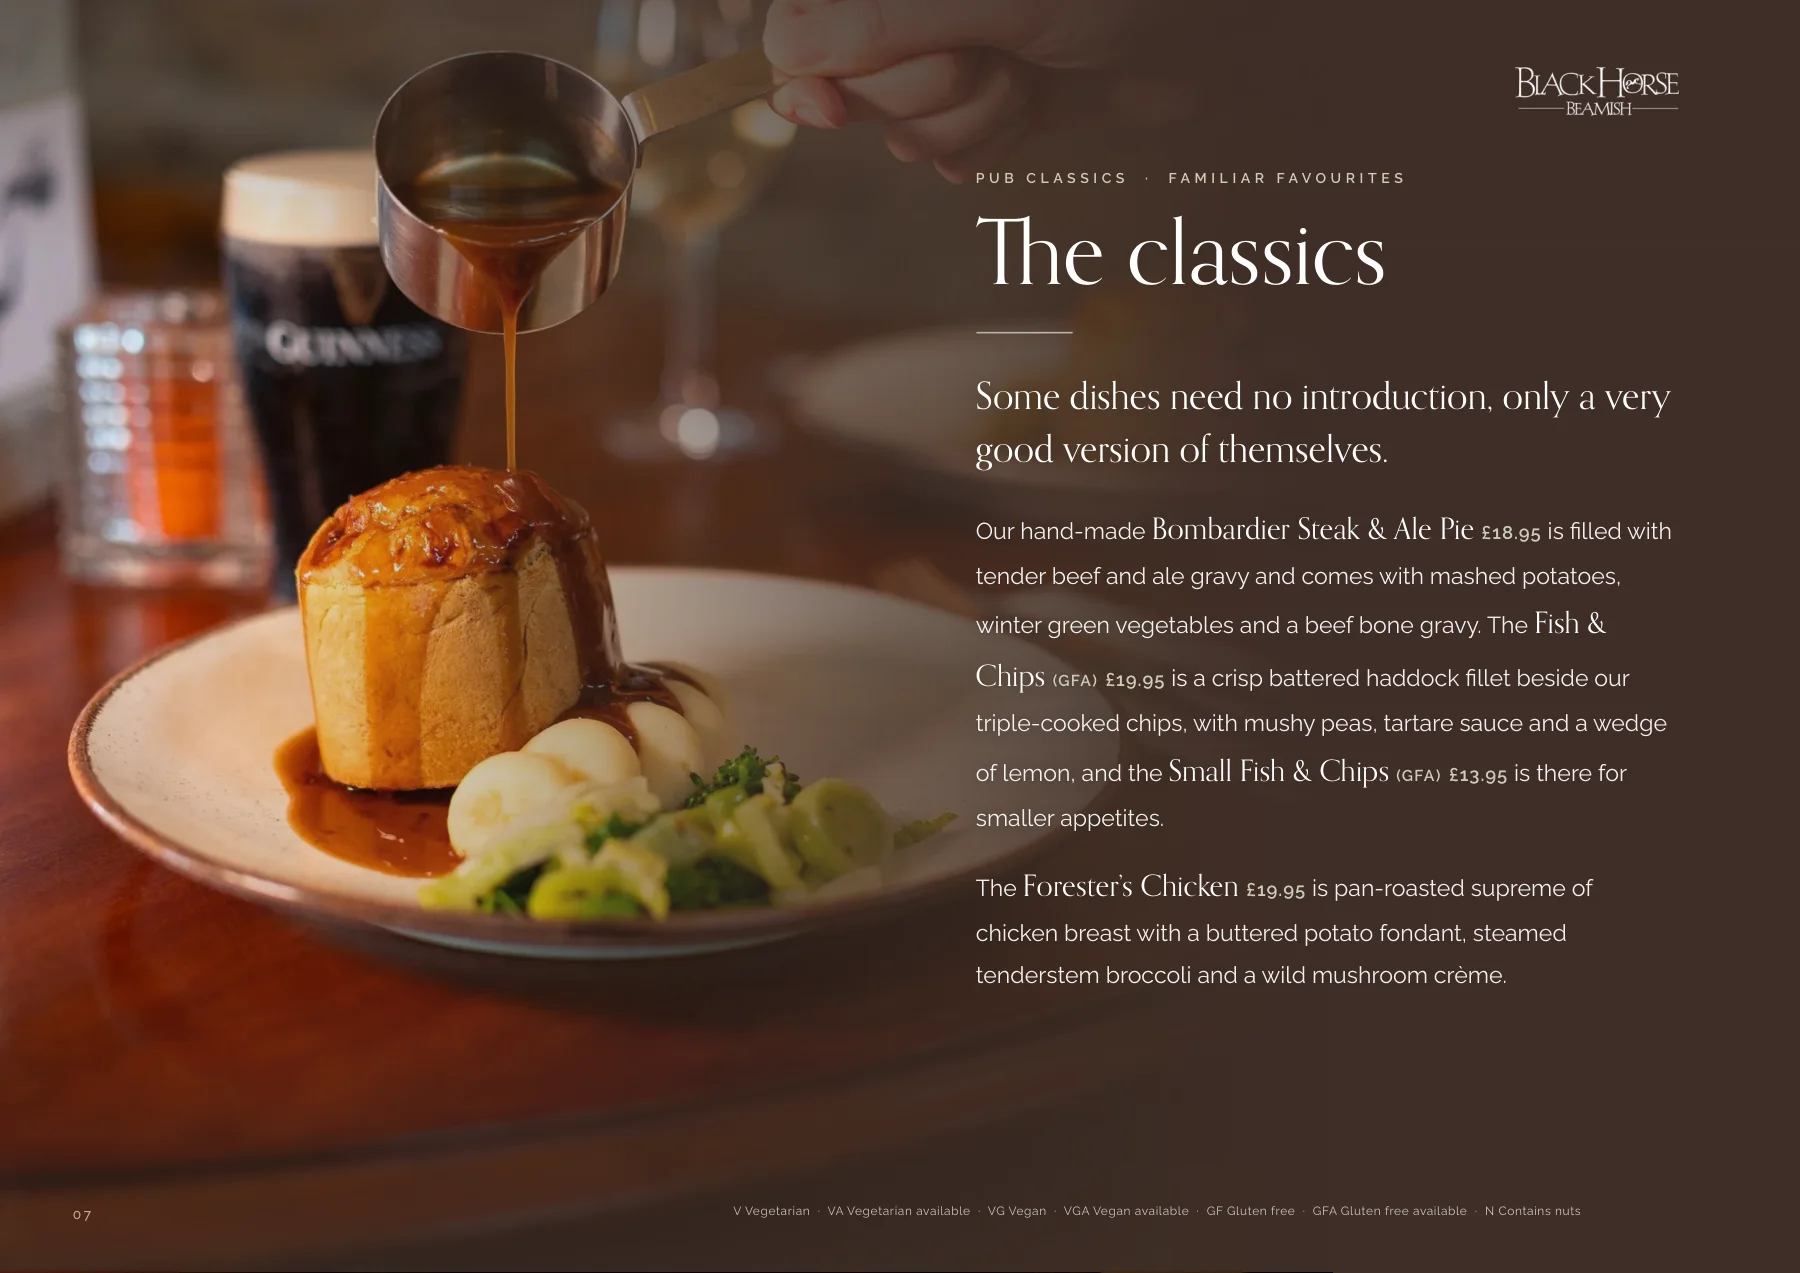 BLACK HORSE
BEAMISH
PUB CLASSICS · FAMILIAR FAVOURITES
The classics
Some dishes need no introduction, only a very
good version of themselves.
Our hand-made Bombardier Steak & Ale Pie £18.95 is filled with
tender beef and ale gravy and comes with mashed potatoes,
winter green vegetables and a beef bone gravy. The Fish &
Chips (GFA) £19.95 is a crisp battered haddock fillet beside our
triple-cooked chips, with mushy peas, tartare sauce and a wedge
of lemon, and the Small Fish & Chips (GFA) £13.95 is there for
smaller appetites.
The Forester's Chicken £19.95 is pan-roasted supreme of
chicken breast with a buttered potato fondant, steamed
tenderstem broccoli and a wild mushroom crème.
GUINNESS
07
V Vegetarian · VA Vegetarian available · VG Vegan · VGA Vegan available · GF Gluten free · GFA Gluten free available · N Contains nuts